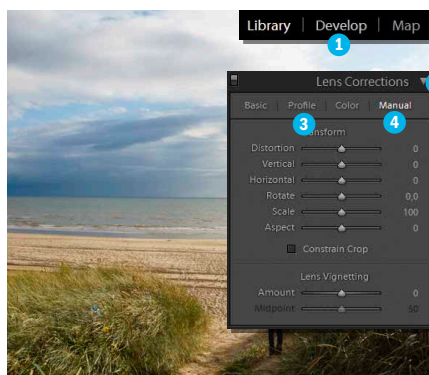 Library | Develop | Map
1
Lens Corrections
Basic | Profile | Color | Manual
3 4
Transform
Distortion 0
Vertical 0
Horizontal 0
Rotate 0,0
Scale 100
Aspect 0
Constrain Crop
Lens Vignetting
Amount 0
Midpoint 50